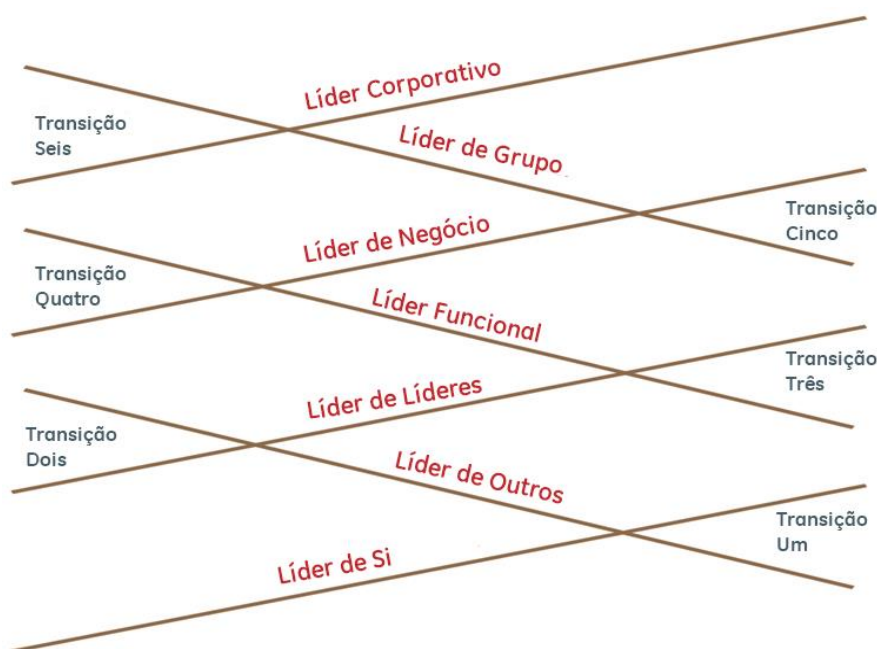 Líder Corporativo
Transição
Seis
Líder de Grupo
Transição
Cinco
Líder de Negócio
Transição
Quatro
Líder Funcional
Transição
Três
Líder de Líderes
Transição
Dois
Líder de Outros
Transição
Um
Líder de Si